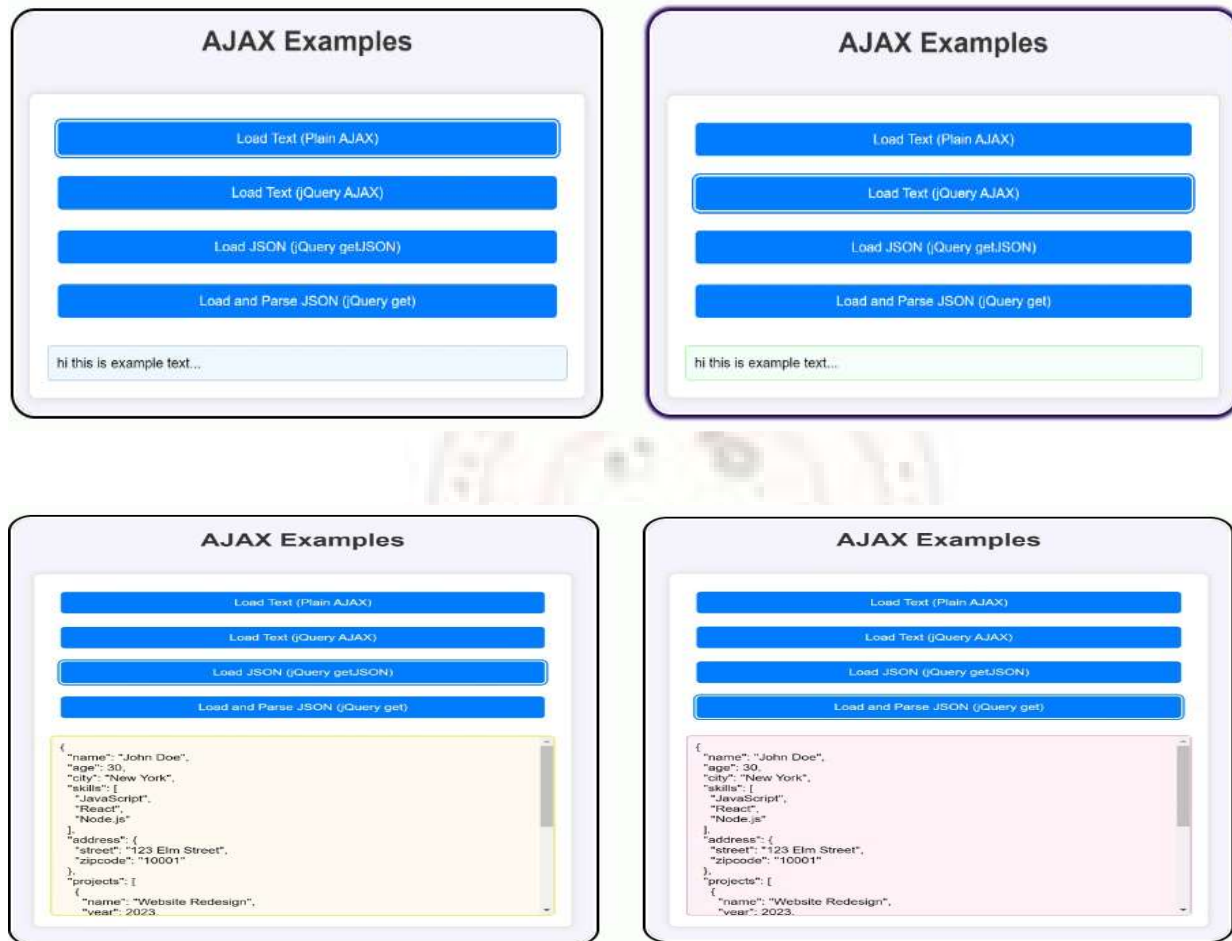 AJAX Examples
Load Text (Plain AJAX)
Load Text (jQuery AJAX)
Load JSON (jQuery getJSON)
Load and Parse JSON (jQuery get)
hi this is example text...
AJAX Examples
Load Text (Plain AJAX)
Load Text (jQuery AJAX)
Load JSON (jQuery getJSON)
Load and Parse JSON (jQuery get)
hi this is example text...
AJAX Examples
Load Text (Plain AJAX)
Load Text (jQuery AJAX)
Load JSON (jQuery getJSON)
Load and Parse JSON (jQuery get)
{
"name": "John Doe",
"age": 30,
"city": "New York",
"skills": [
"JavaScript",
"React",
"Node.js"
],
"address": {
"street": "123 Elm Street",
"zipcode": "10001"
},
"projects": [
{
"name": "Website Redesign",
"year": 2023,
AJAX Examples
Load Text (Plain AJAX)
Load Text (jQuery AJAX)
Load JSON (jQuery getJSON)
Load and Parse JSON (jQuery get)
{
"name": "John Doe",
"age": 30,
"city": "New York",
"skills": [
"JavaScript",
"React",
"Node.js"
],
"address": {
"street": "123 Elm Street",
"zipcode": "10001"
},
"projects": [
{
"name": "Website Redesign",
"year": 2023,